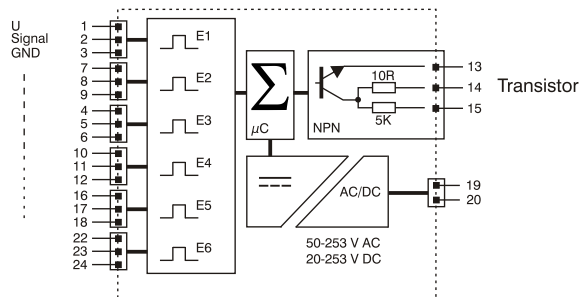 U
Signal
GND
1
2
3
E1
7
8
9
E2
4
5
6
E3
10
11
12
E4
16
17
18
E5
22
23
24
E6
Σ
µC
NPN
10R
5K
13
14
15
Transistor
AC/DC
19
20
50-253 V AC
20-253 V DC